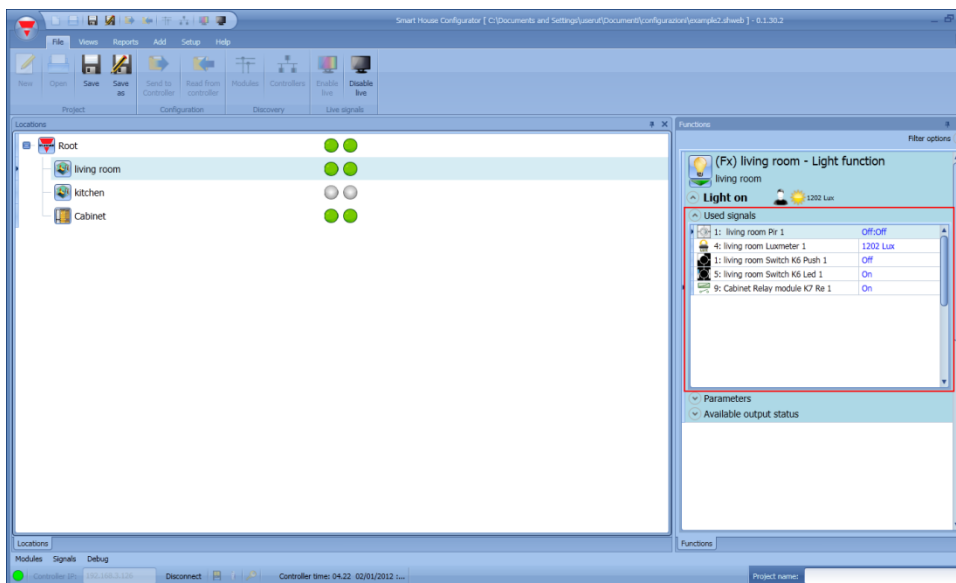 Smart House Configurator [ C:\Documents and Settings\userut\Documenti\configurazion\example2.shweb ] - 0.1.30.2
File Views Reports Add Setup Help
New Open Save Save as Send to Controller Read from controller Modules Controllers Enable live Disable live
Project Configuration Discovery Live signals
Locations
Root
living room
kitchen
Cabinet
Functions
Filter options
(Fx) living room - Light function
living room
Light on 1202 Lux
Used signals
1: living room Pir 1 Off:Off
4: living room Luxmeter 1 1202 Lux
1: living room Switch K6 Push 1 Off
5: living room Switch K6 Led 1 On
9: Cabinet Relay module K7 Re 1 On
Parameters
Available output status
Locations
Functions
Modules Signals Debug
Controller IP: Disconnect Controller time: 04.22 02/01/2012 :...
Project name: